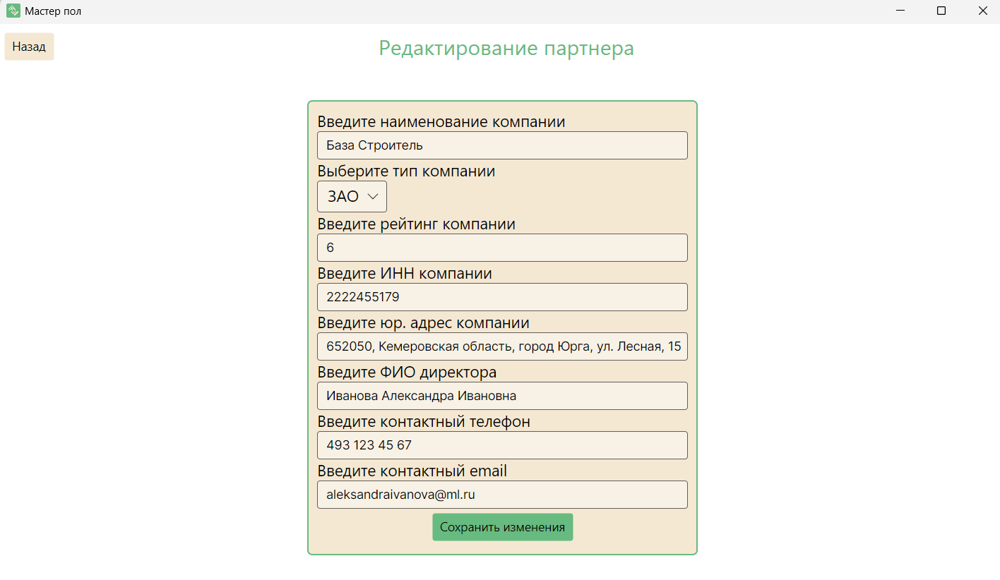 Мастер пол
Назад
Редактирование партнера
Введите наименование компании
База Строитель
Выберите тип компании
ЗАО
Введите рейтинг компании
6
Введите ИНН компании
2222455179
Введите юр. адрес компании
652050, Кемеровская область, город Юрга, ул. Лесная, 15
Введите ФИО директора
Иванова Александра Ивановна
Введите контактный телефон
493 123 45 67
Введите контактный email
aleksandraivanova@ml.ru
Сохранить изменения